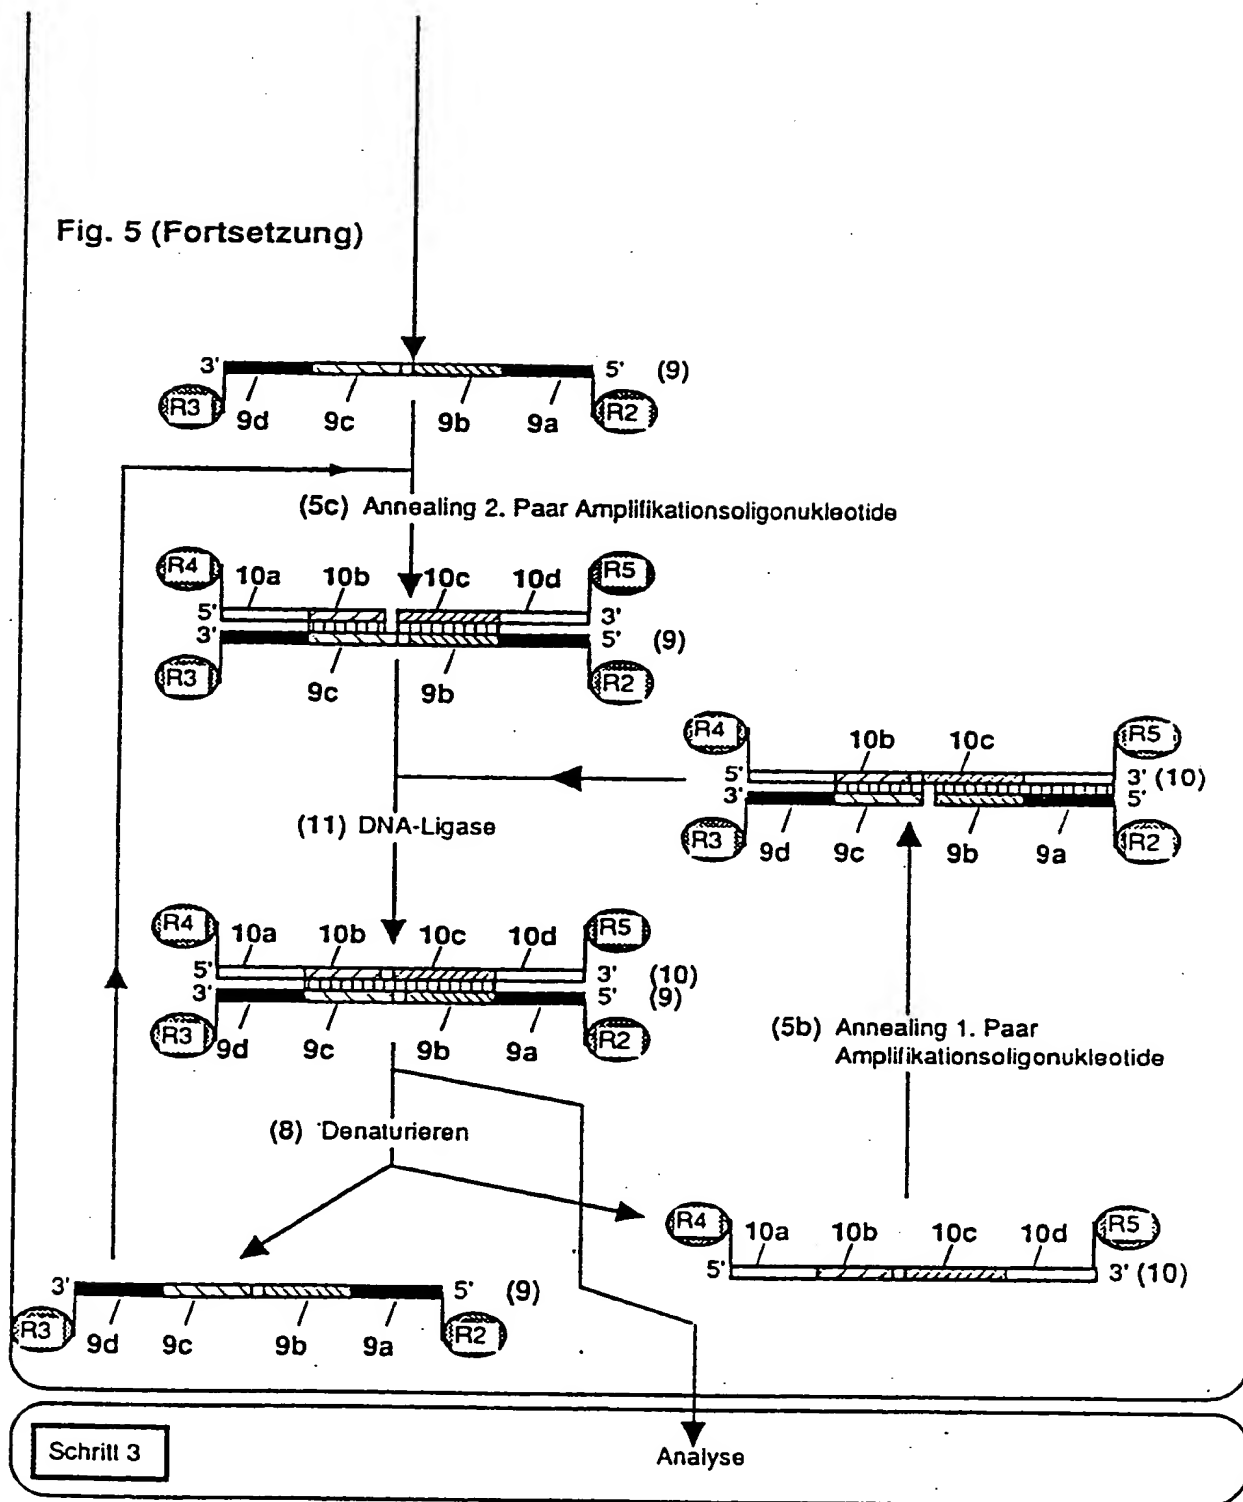 Fig. 5 (Fortsetzung)
3' 5' (9)
R3 9d 9c 9b 9a R2
(5c) Annealing 2. Paar Amplifikationsoligonukleotide
R4 10a 10b 10c 10d R5
5' 3'
3' 5' (9)
R3 9c 9b R2
R4 10b 10c R5
5' 3' (10)
3' 5'
R3 9d 9c 9b 9a R2
(11) DNA-Ligase
R4 10a 10b 10c 10d R5
5' 3' (10)
3' 5' (9)
R3 9d 9c 9b 9a R2
(5b) Annealing 1. Paar
Amplifikationsoligonukleotide
(8) Denaturieren
R4 10a 10b 10c 10d R5
5' 3' (10)
3' 5' (9)
R3 9d 9c 9b 9a R2
Schritt 3
Analyse